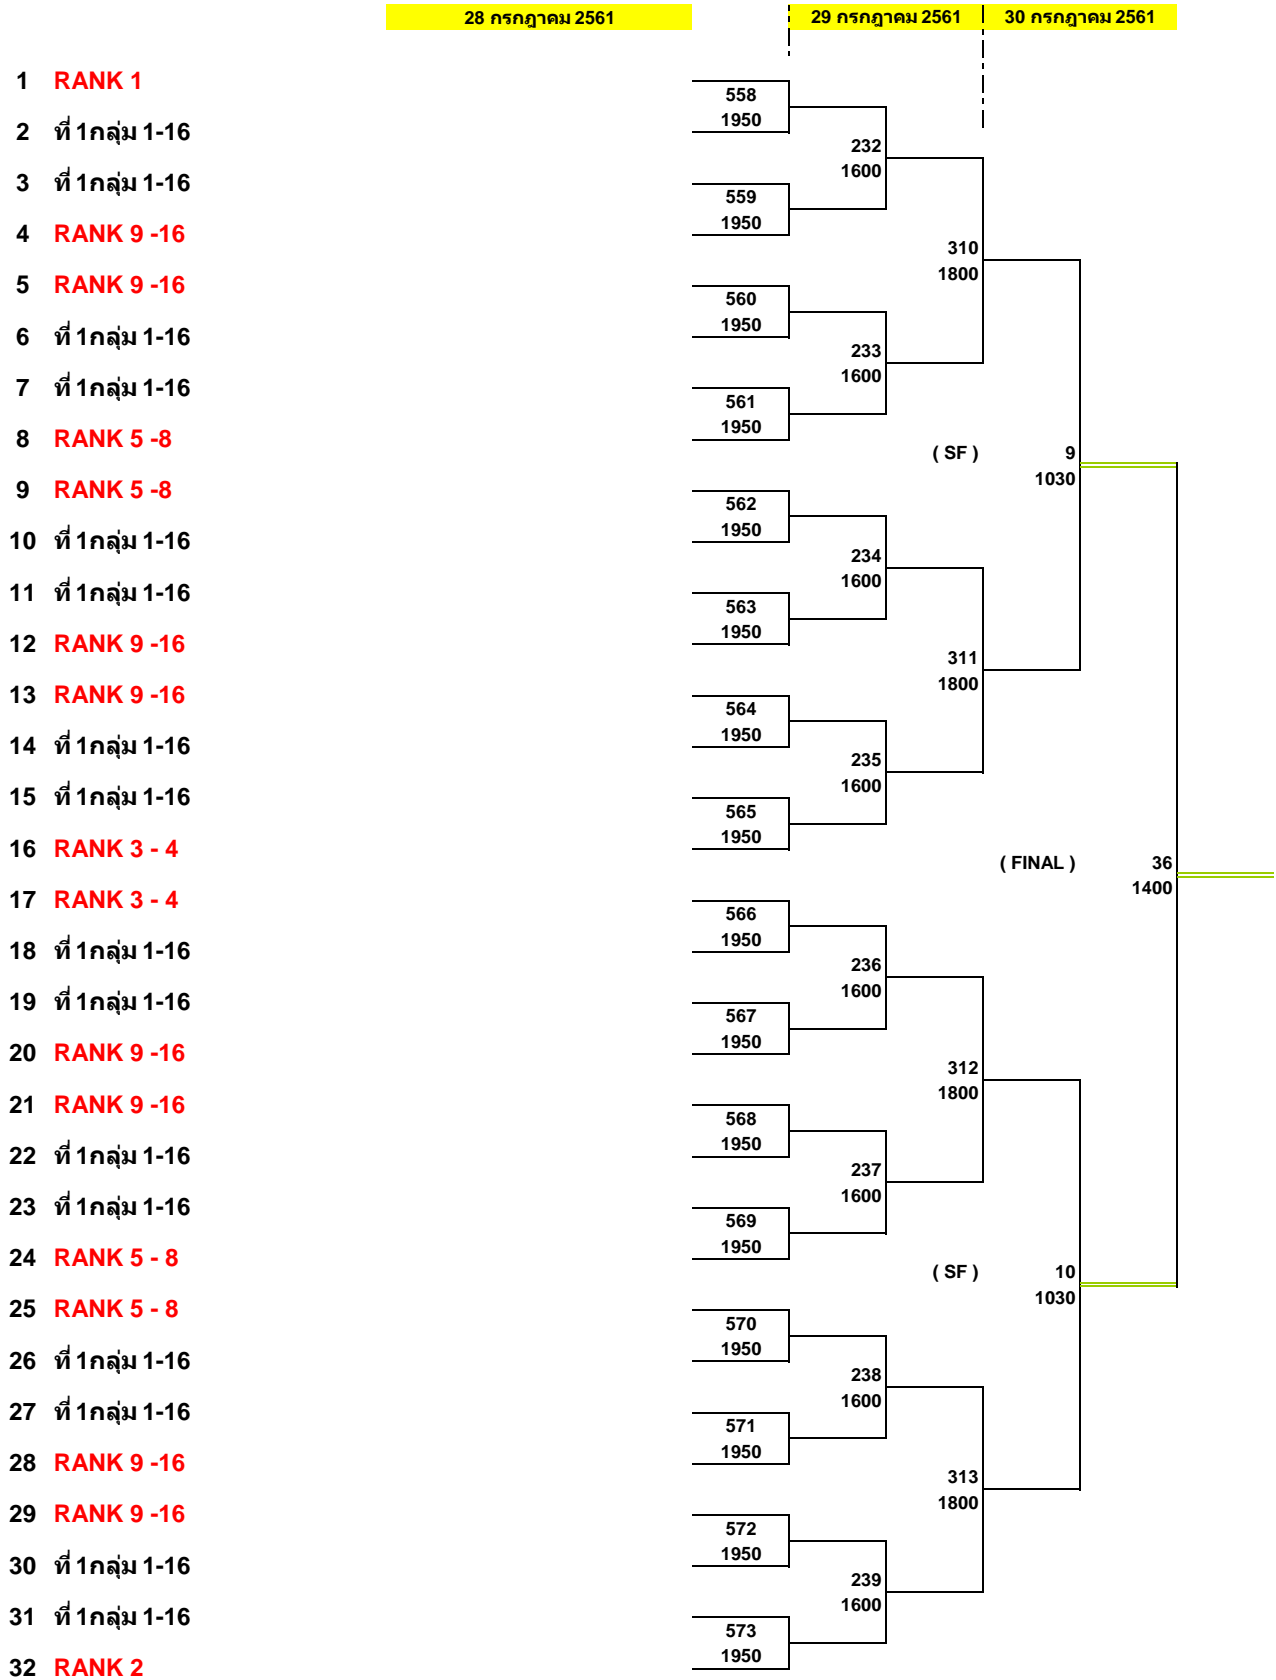 28 กรกฎาคม 2561 29 กรกฎาคม 2561 30 กรกฎาคม 2561
1 RANK 1
558
1950
2 ที่ 1กลุ่ม 1-16
232
1600
3 ที่ 1กลุ่ม 1-16
559
1950
4 RANK 9 -16
310
1800
5 RANK 9 -16
560
1950
6 ที่ 1กลุ่ม 1-16
233
1600
7 ที่ 1กลุ่ม 1-16
561
1950
8 RANK 5 -8
( SF ) 9
1030
9 RANK 5 -8
562
1950
10 ที่ 1กลุ่ม 1-16
234
1600
11 ที่ 1กลุ่ม 1-16
563
1950
12 RANK 9 -16
311
1800
13 RANK 9 -16
564
1950
14 ที่ 1กลุ่ม 1-16
235
1600
15 ที่ 1กลุ่ม 1-16
565
1950
16 RANK 3 - 4
( FINAL ) 36
1400
17 RANK 3 - 4
566
1950
18 ที่ 1กลุ่ม 1-16
236
1600
19 ที่ 1กลุ่ม 1-16
567
1950
20 RANK 9 -16
312
1800
21 RANK 9 -16
568
1950
22 ที่ 1กลุ่ม 1-16
237
1600
23 ที่ 1กลุ่ม 1-16
569
1950
24 RANK 5 - 8
( SF ) 10
1030
25 RANK 5 - 8
570
1950
26 ที่ 1กลุ่ม 1-16
238
1600
27 ที่ 1กลุ่ม 1-16
571
1950
28 RANK 9 -16
313
1800
29 RANK 9 -16
572
1950
30 ที่ 1กลุ่ม 1-16
239
1600
31 ที่ 1กลุ่ม 1-16
573
1950
32 RANK 2